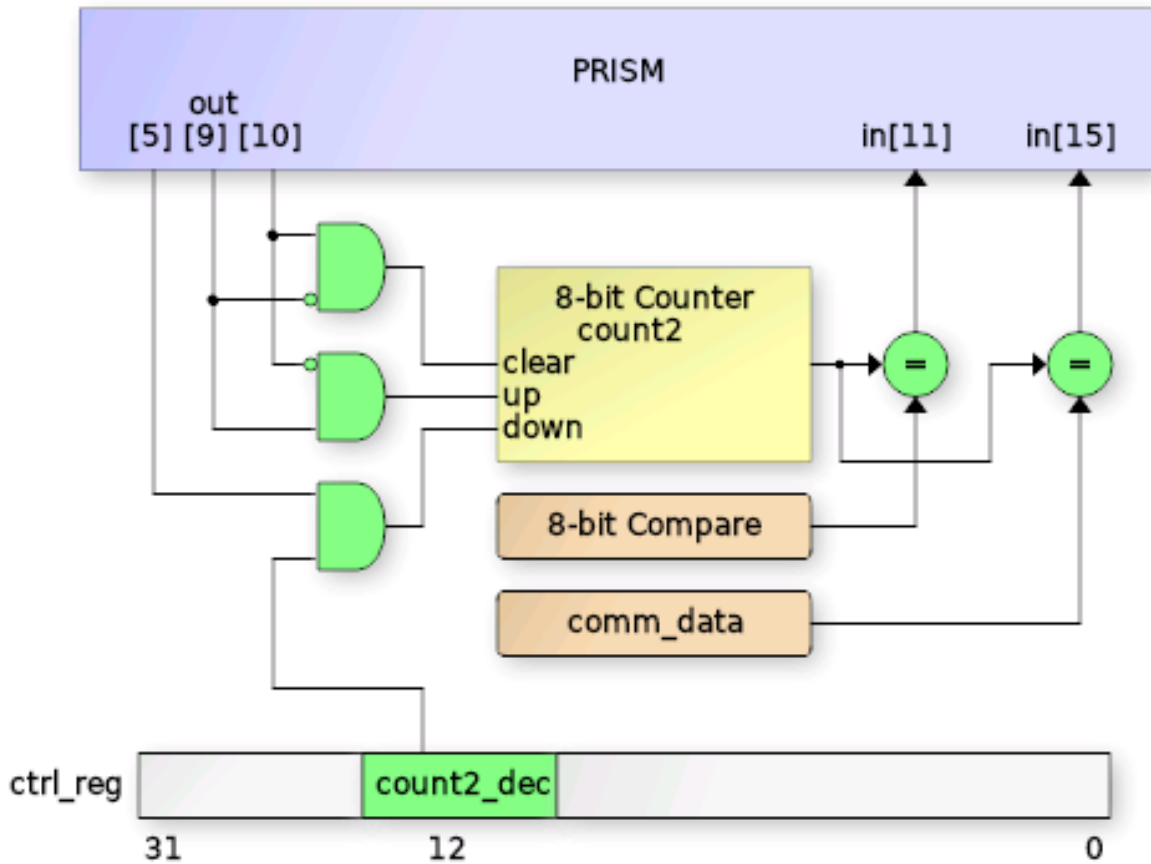 PRISM
out
[5] [9] [10]
in[11]
in[15]
8-bit Counter
count2
clear
up
down
=
=
8-bit Compare
comm_data
ctrl_reg
count2_dec
31
12
0